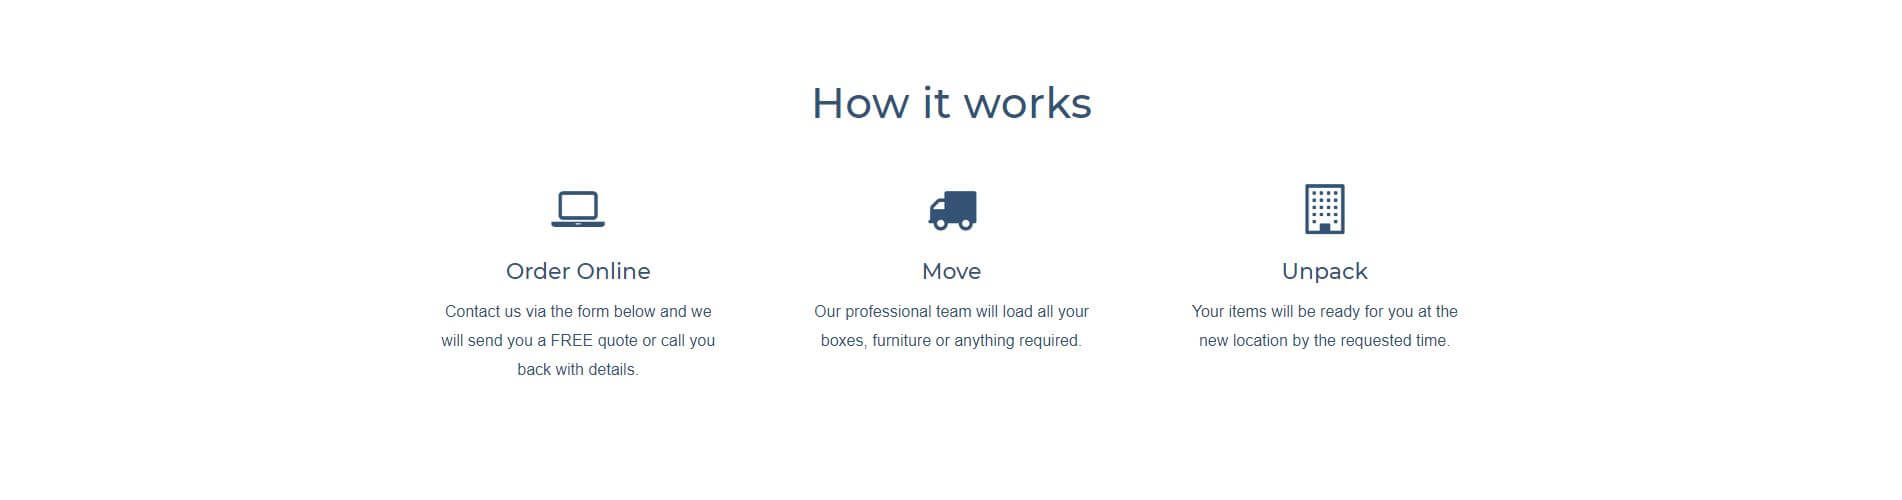 How it works
Order Online
Contact us via the form below and we
will send you a FREE quote or call you
back with details.
Move
Our professional team will load all your
boxes, furniture or anything required.
Unpack
Your items will be ready for you at the
new location by the requested time.